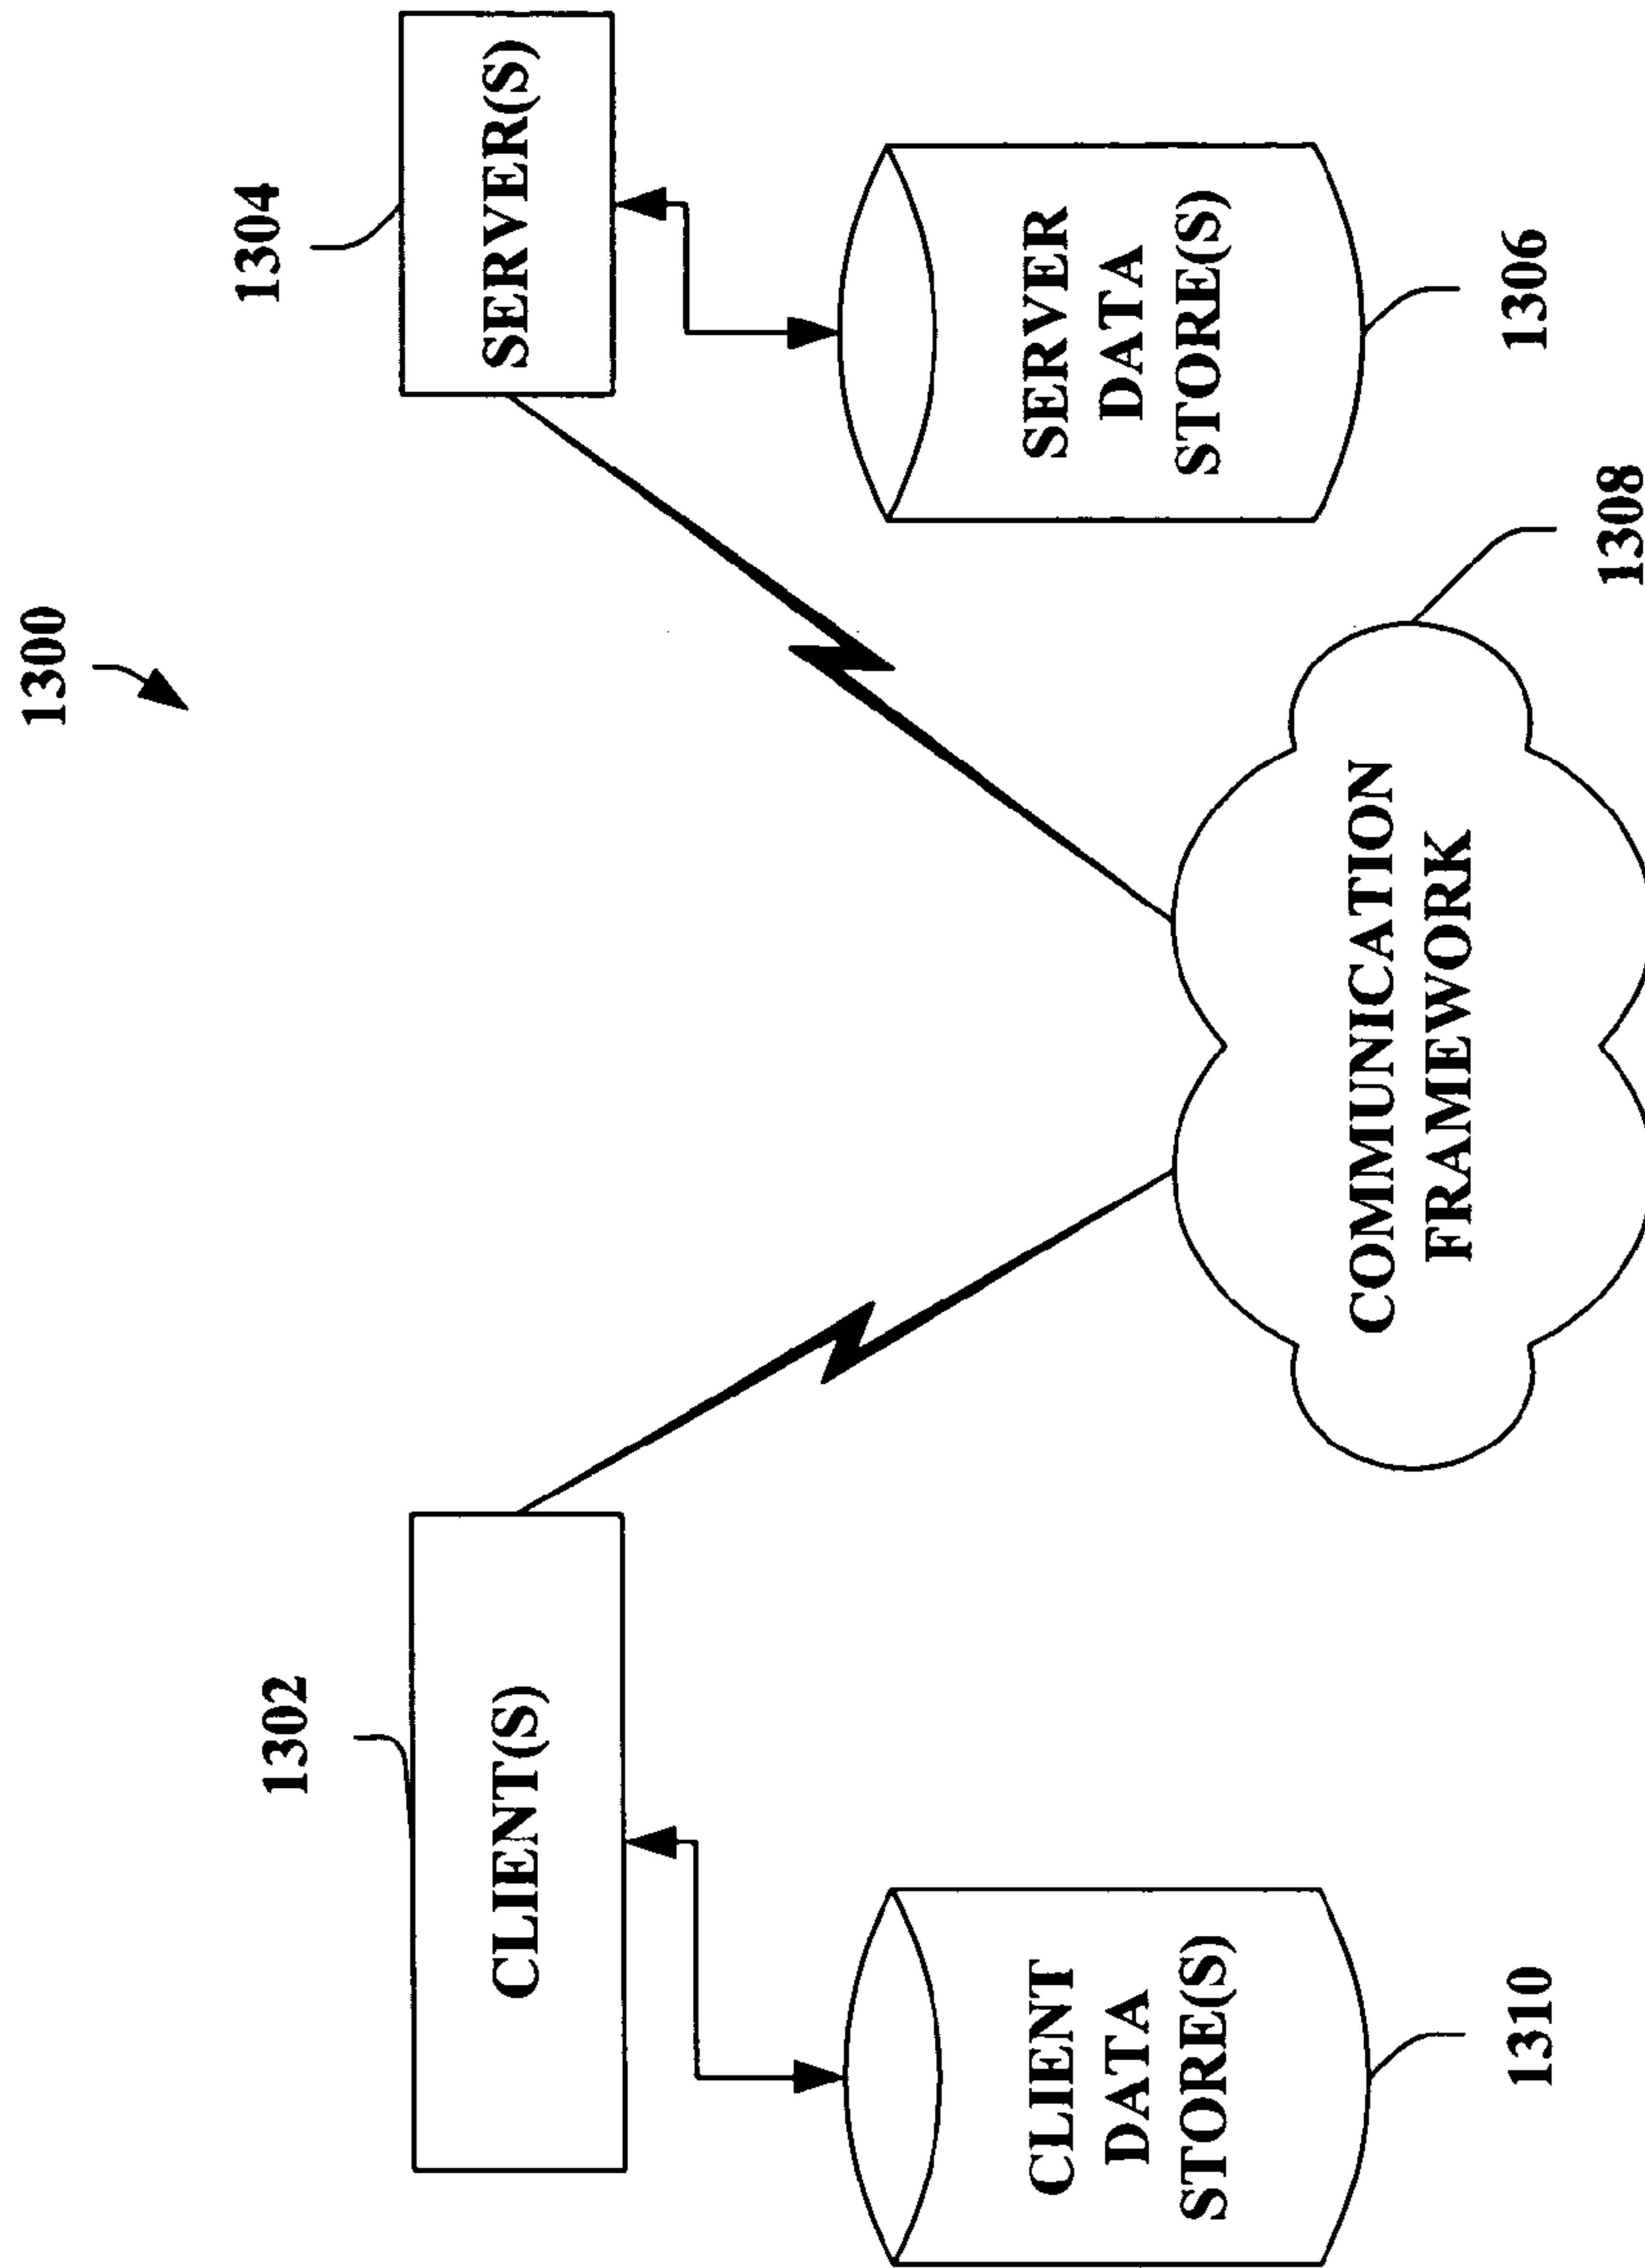 1300
1302
1304
CLIENT(S)
SERVER(S)
CLIENT
DATA
STORE(S)
SERVER
DATA
STORE(S)
1310
1306
COMMUNICATION
FRAMEWORK
1308